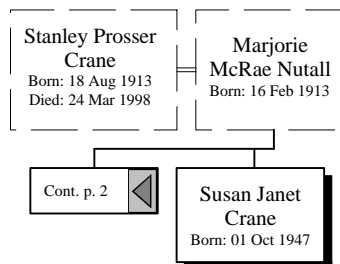 Stanley Prosser
Crane
Born: 18 Aug 1913
Died: 24 Mar 1998
Marjorie
McRae Nutall
Born: 16 Feb 1913
Cont. p. 2
Susan Janet
Crane
Born: 01 Oct 1947